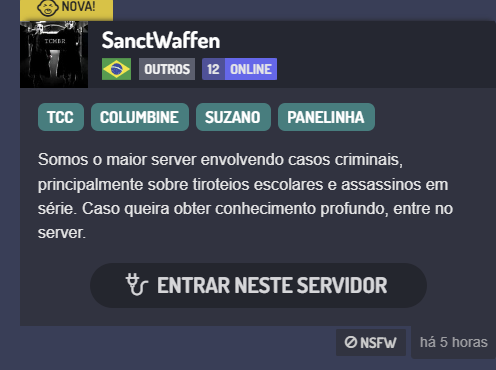 NOVA!
TCMBR
SanctWaffen
OUTROS 12 ONLINE
TCC COLUMBINE SUZANO PANELINHA
Somos o maior server envolvendo casos criminais,
principalmente sobre tiroteios escolares e assassinos em
série. Caso queira obter conhecimento profundo, entre no
server.
ENTRAR NESTE SERVIDOR
NSFW há 5 horas